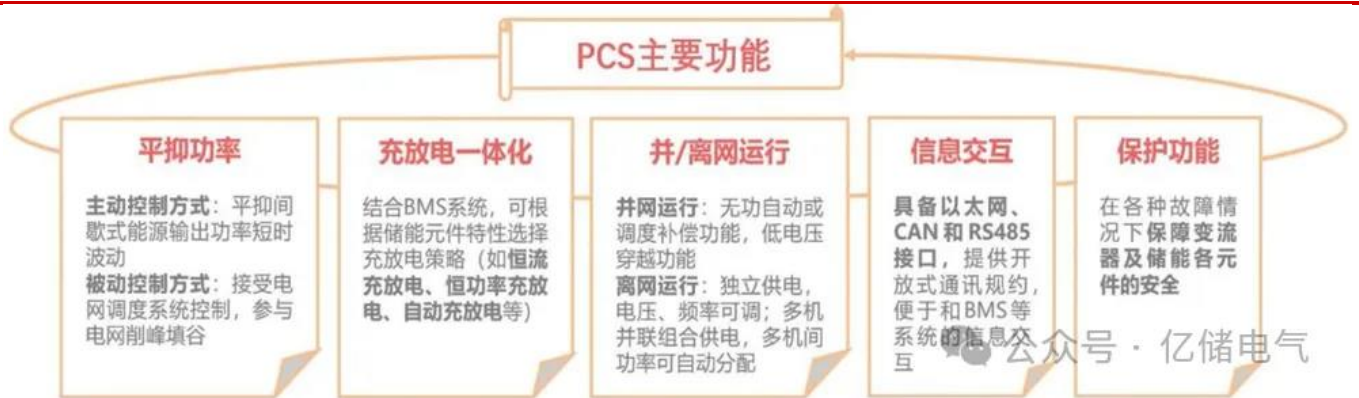 PCS主要功能
平抑功率
主动控制方式：平抑间
歇式能源输出功率短时
波动
被动控制方式：接受电
网调度系统控制，参与
电网削峰填谷
充放电一体化
结合BMS系统，可根
据储能元件特性选择
充放电策略（如恒流
充放电、恒功率充放
电、自动充放电等）
并/离网运行
并网运行：无功自动或
调度补偿功能，低电压
穿越功能
离网运行：独立供电，
电压、频率可调；多机
并联组合供电，多机间
功率可自动分配
信息交互
具备以太网、
CAN和RS485
接口，提供开
放式通讯规约，
便于和BMS等
系统的信息交
互
保护功能
在各种故障情
况下保障变流
器及储能各元
件的安全
公众号·亿储电气